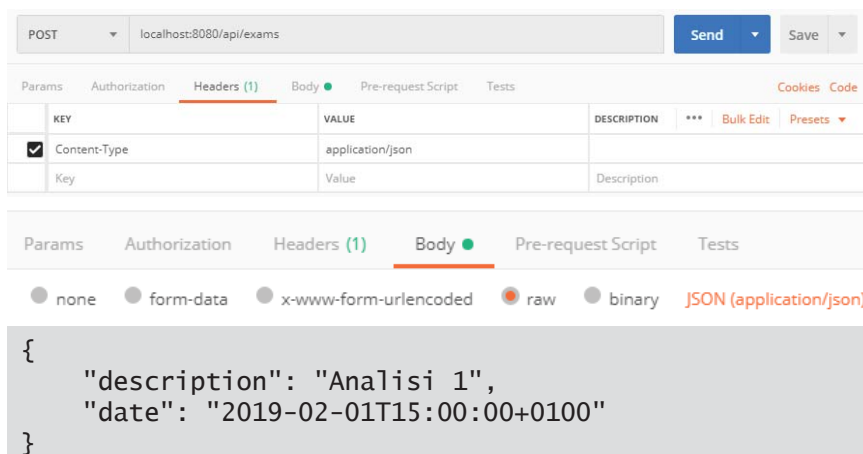 POST localhost:8080/api/exams Send Save
Params Authorization Headers (1) Body Pre-request Script Tests Cookies Code
KEY VALUE DESCRIPTION ••• Bulk Edit Presets
Content-Type application/json
Key Value Description
Params Authorization Headers (1) Body Pre-request Script Tests
none form-data x-www-form-urlencoded raw binary JSON (application/json)
{
"description": "Analisi 1",
"date": "2019-02-01T15:00:00+0100"
}